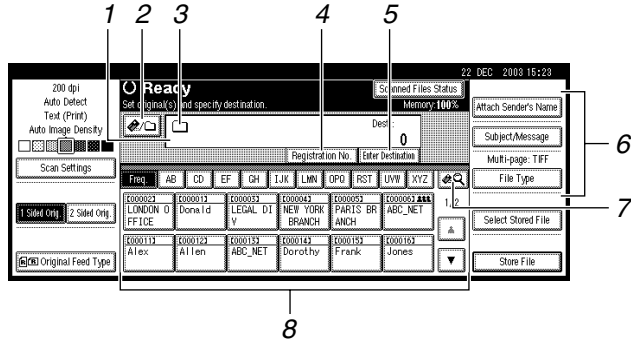 1 2 3 4 5
22 DEC 2003 15:23
200 dpi
Auto Detect
Text (Print)
Auto Image Density
Scan Settings
1 Sided Orig. 2 Sided Orig.
Original Feed Type
Ready
Set original(s) and specify destination.
Scanned Files Status
Memory:100%
Dest.:
0
Registration No. Enter Destination
Freq. AB CD EF GH IJK LMN OPQ RST UVW XYZ
1/2
[00002] [00001] [00003] [00004] [00005] [00006]
LONDON O Donald LEGAL DI NEW YORK PARIS BR ABC_NET
FFICE V BRANCH ANCH
[00011] [00012] [00013] [00014] [00015] [00016]
Alex Allen ABC_NET Dorothy Frank Jones
Attach Sender's Name
Subject/Message
Multi-page: TIFF
File Type
Select Stored File
Store File
6
7
8